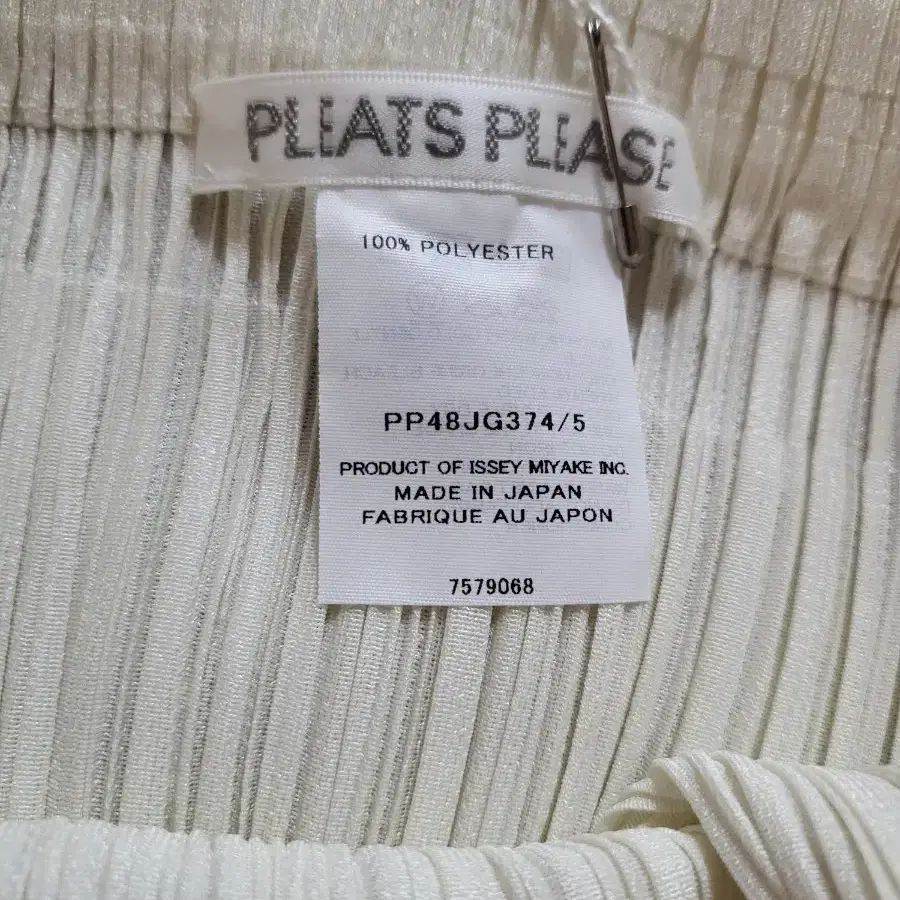 PLEATS PLEASE
100% POLYESTER
PP48JG374/5
PRODUCT OF ISSEY MIYAKE INC.
MADE IN JAPAN
FABRIQUE AU JAPON
7579068